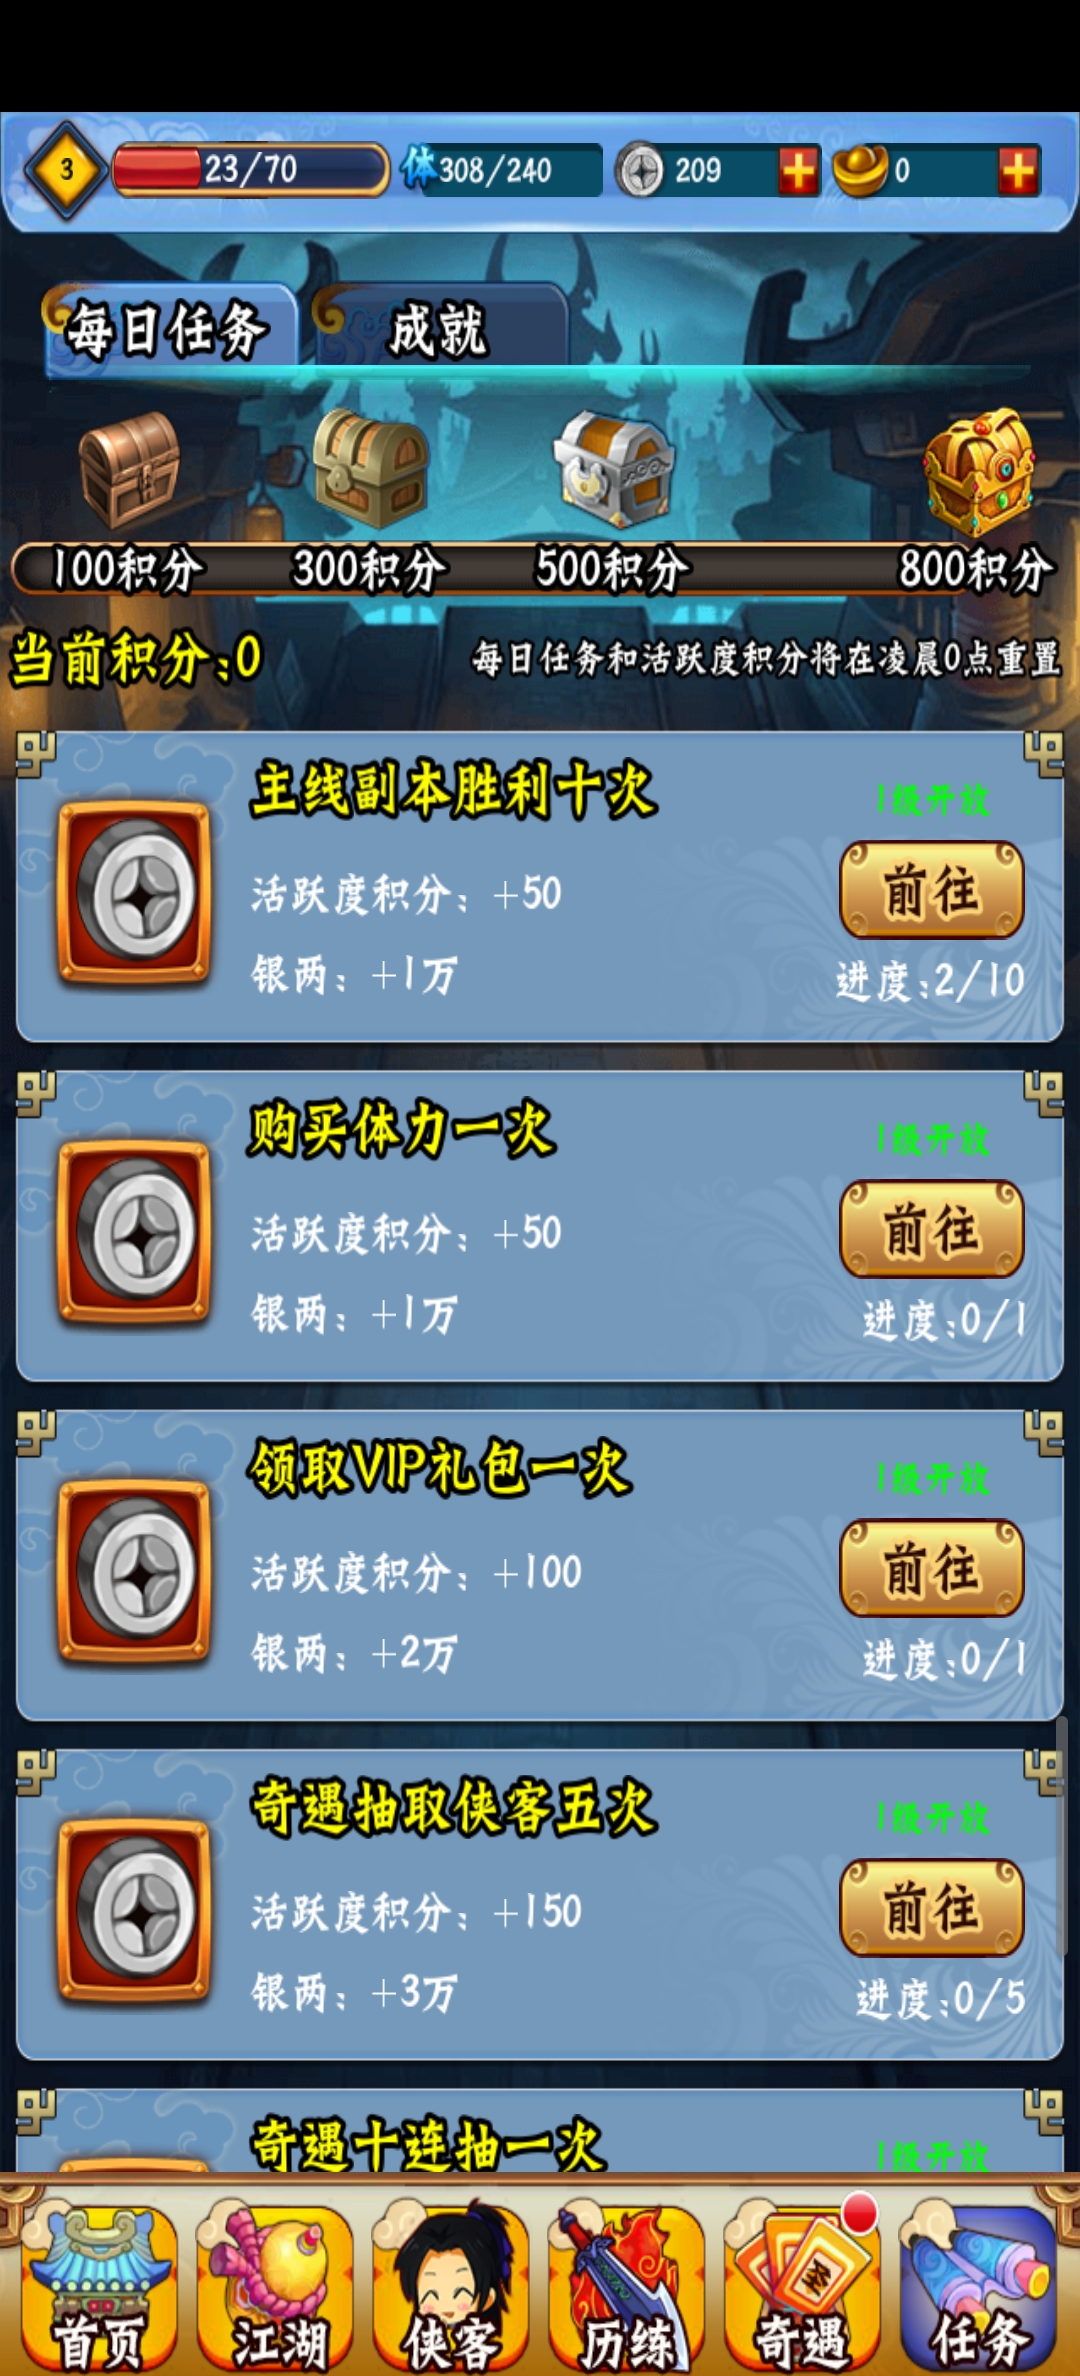 3 23/70 体308/240 209 0
每日任务 成就
100积分 300积分 500积分 800积分
当前积分:0 每日任务和活跃度积分将在凌晨0点重置
主线副本胜利十次 1级开放
活跃度积分: +50 前往
银两: +1万 进度:2/10
购买体力一次 1级开放
活跃度积分: +50 前往
银两: +1万 进度:0/1
领取VIP礼包一次 1级开放
活跃度积分: +100 前往
银两: +2万 进度:0/1
奇遇抽取侠客五次 1级开放
活跃度积分: +150 前往
银两: +3万 进度:0/5
奇遇十连抽一次 1级开放
首页 江湖 侠客 历练 奇遇 任务